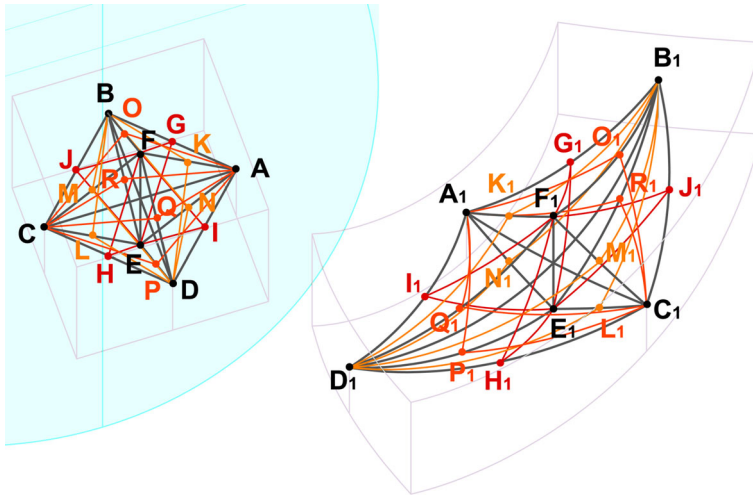 B
O
F
G
K
A
J
M
R
C
Q
N
L
I
H
E
P
D
B₁
G₁
O₁
A₁
K₁
F₁
R₁
J₁
N₁
M₁
I₁
Q₁
E₁
L₁
C₁
D₁
P₁
H₁